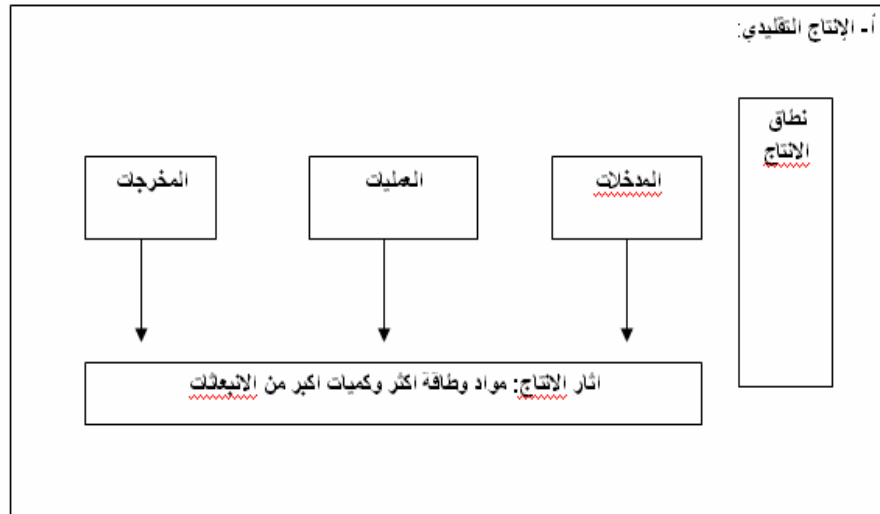 أ- الإنتاج التقليدي:
نطاق
الانتاج
المدخلات
العمليات
المخرجات
اثار الانتاج: مواد وطاقة اكثر وكميات اكبر من الانبعاثات